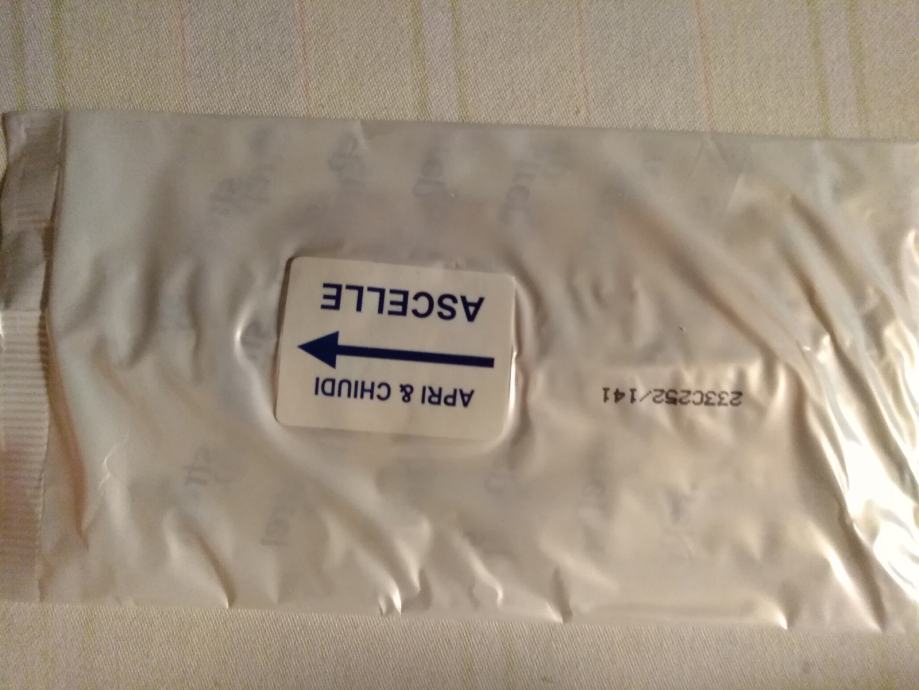 APRI & CHIUDI
ASCELLE
233C252/141